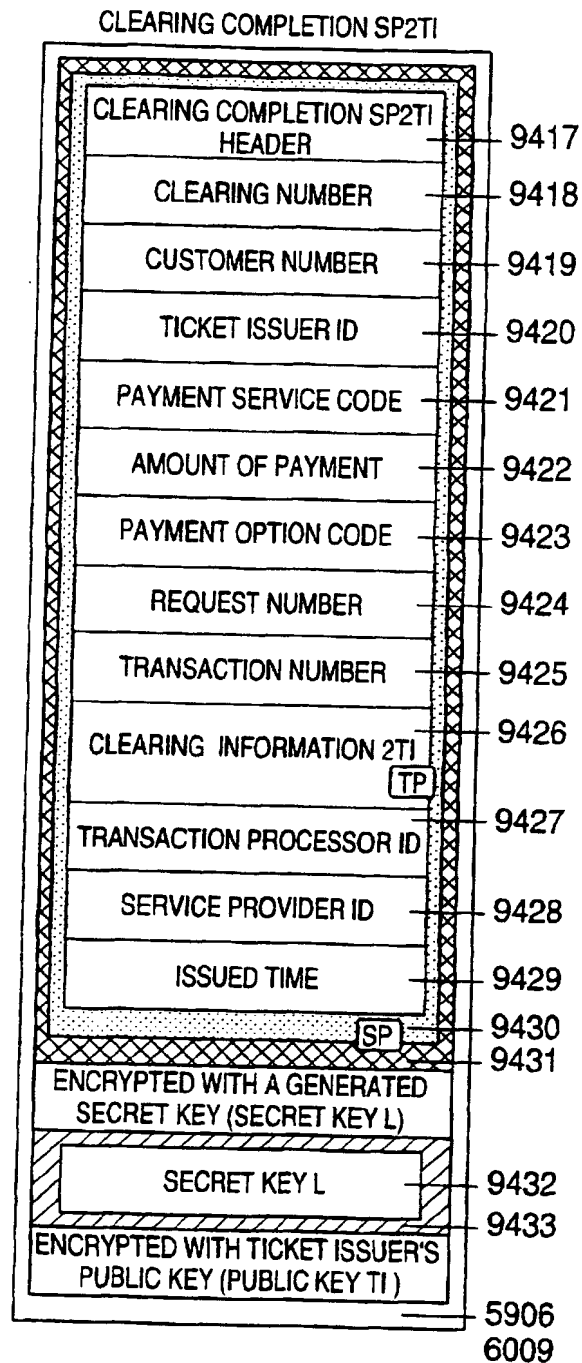 CLEARING COMPLETION SP2TI
CLEARING COMPLETION SP2TI
HEADER
9417
CLEARING NUMBER
9418
CUSTOMER NUMBER
9419
TICKET ISSUER ID
9420
PAYMENT SERVICE CODE
9421
AMOUNT OF PAYMENT
9422
PAYMENT OPTION CODE
9423
REQUEST NUMBER
9424
TRANSACTION NUMBER
9425
9426
CLEARING INFORMATION 2TI
TP
9427
TRANSACTION PROCESSOR ID
SERVICE PROVIDER ID
9428
ISSUED TIME
9429
SP
9430
9431
ENCRYPTED WITH A GENERATED
SECRET KEY (SECRET KEY L)
SECRET KEY L
9432
9433
ENCRYPTED WITH TICKET ISSUER'S
PUBLIC KEY (PUBLIC KEY TI )
5906
6009